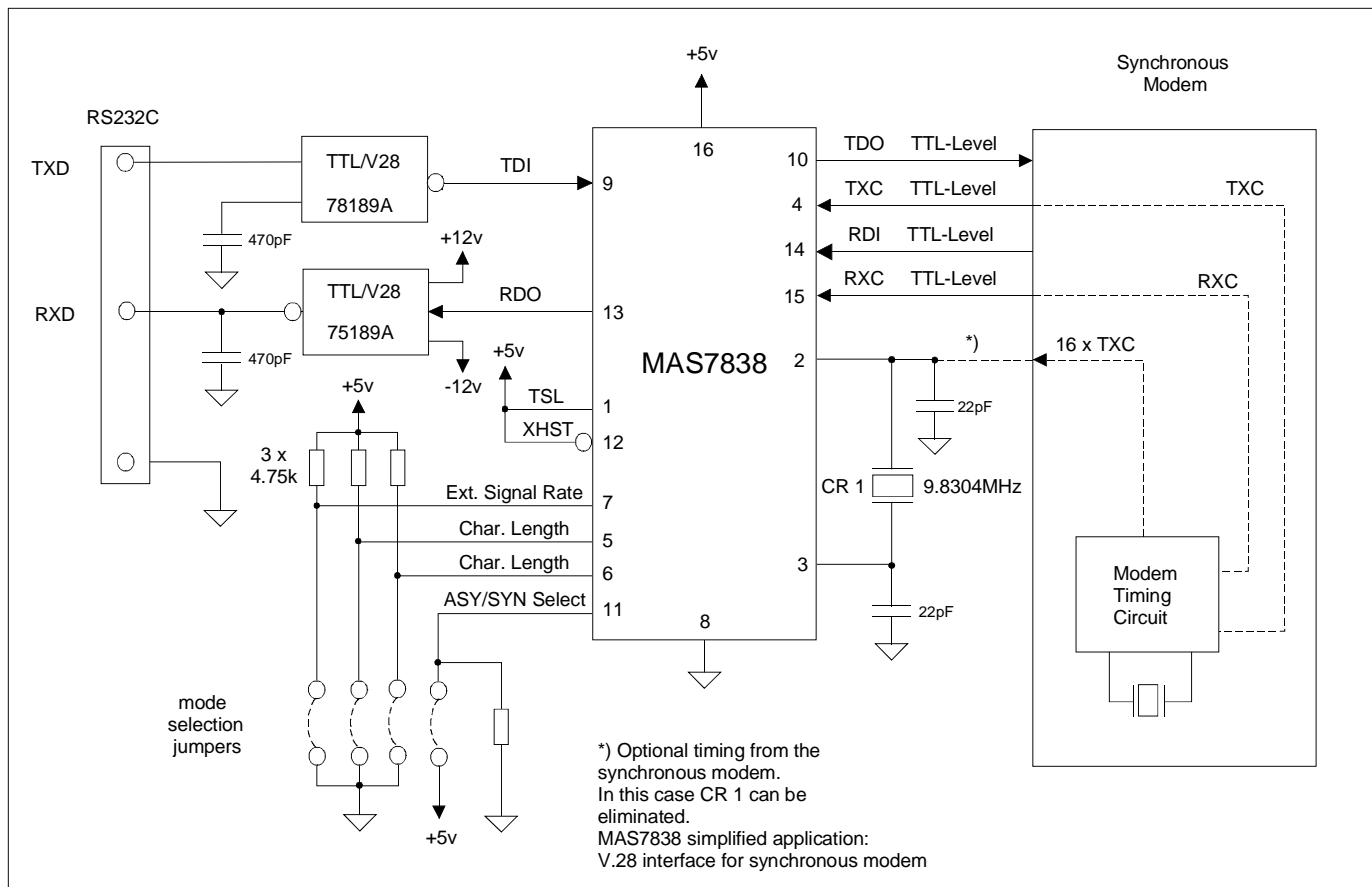 +5v
Synchronous
Modem
RS232C
TXD
TTL/V28
78189A
TDI
9
16
10
TDO TTL-Level
4
TXC TTL-Level
TXC
470pF
+12v
14
RDI TTL-Level
RXD
TTL/V28
75189A
RDO
13
15
RXC TTL-Level
RXC
470pF
-12v
+5v
MAS7838
2
*)
16 x TXC
22pF
+5v
TSL
1
XHST
12
3 x
4.75k
Ext. Signal Rate
7
Char. Length
5
Char. Length
6
ASY/SYN Select
11
CR 1
9.8304MHz
3
22pF
8
Modem
Timing
Circuit
mode
selection
jumpers
+5v
*) Optional timing from the
synchronous modem.
In this case CR 1 can be
eliminated.
MAS7838 simplified application:
V.28 interface for synchronous modem